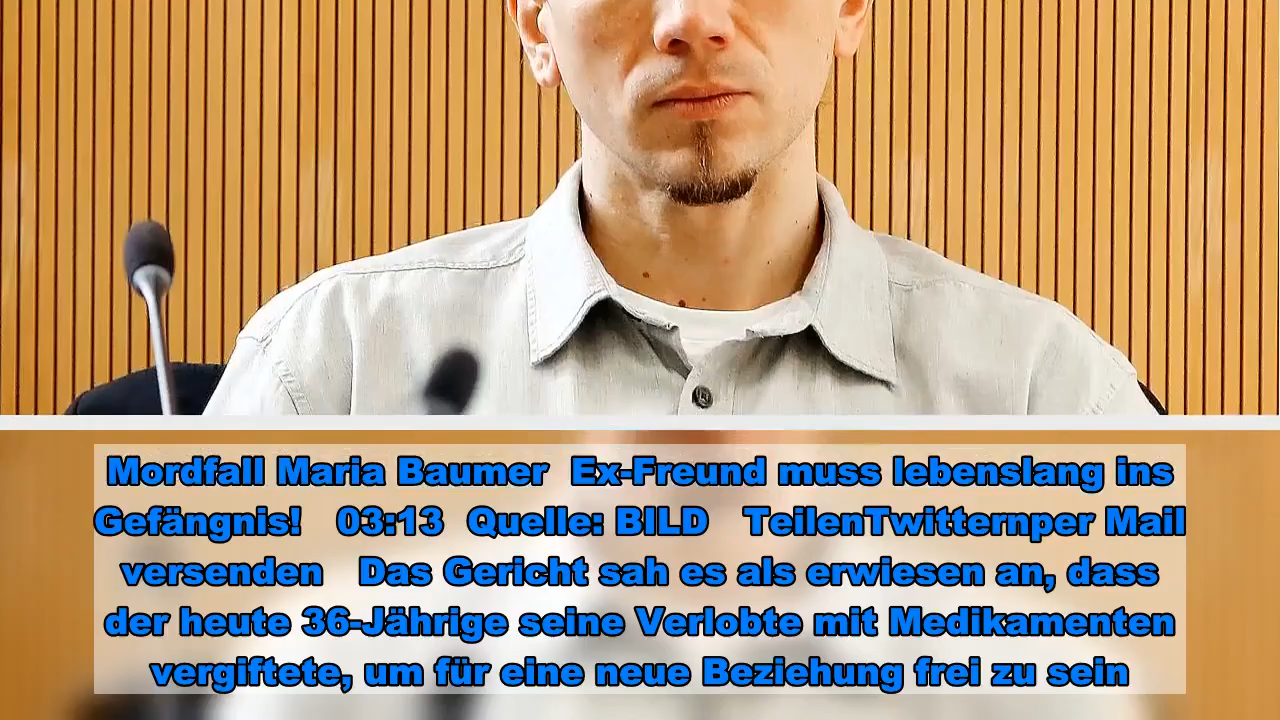 Mordfall Maria Baumer  Ex-Freund muss lebenslang ins
Gefängnis!   03:13  Quelle: BILD   TeilenTwitternper Mail
versenden   Das Gericht sah es als erwiesen an, dass
der heute 36-Jährige seine Verlobte mit Medikamenten
vergiftete, um für eine neue Beziehung frei zu sein